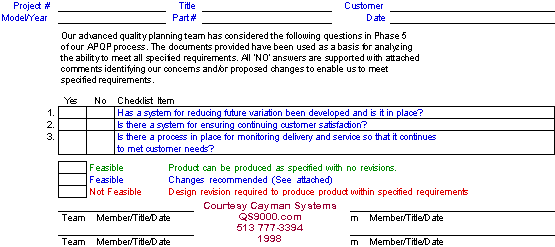 Project # Title Customer
Model/Year Part# Date
Our advanced quality planning team has considered the following questions in Phase 5
of our APQP process. The documents provided have been used as a basis for analyzing
the ability to meet all specified requirements. All 'NO' answers are supported with attached
comments identifying our concerns and/or proposed changes to enable us to meet
specified requirements.
Yes No Checklist Item
1. Has a system for reducing future variation been developed and is it in place?
2. Is there a system for ensuring continuing customer satisfaction?
3. Is there a process in place for monitoring delivery and service so that it continues
to met customer needs?
Feasible Product can be produced as specified with no revisions.
Feasible Changes recommended (See attached)
Not Feasible Design revision required to produce product within specified requirements
Courtesy Cayman Systems
QS9000.com
513 777-3394
1998
Team Member/Title/Date m Member/Title/Date
Team Member/Title/Date m Member/Title/Date